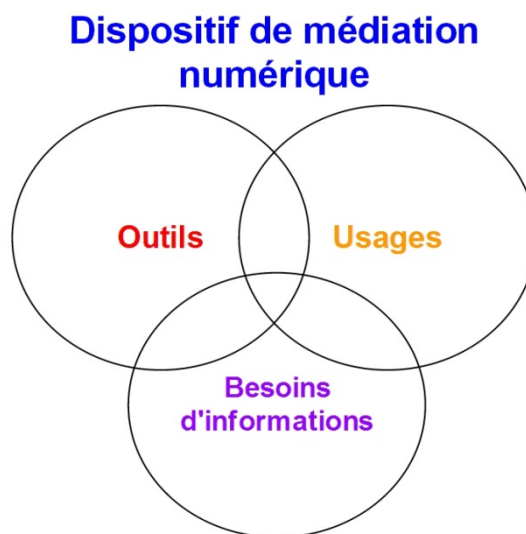 Dispositif de médiation
numérique
Outils
Usages
Besoins
d'informations